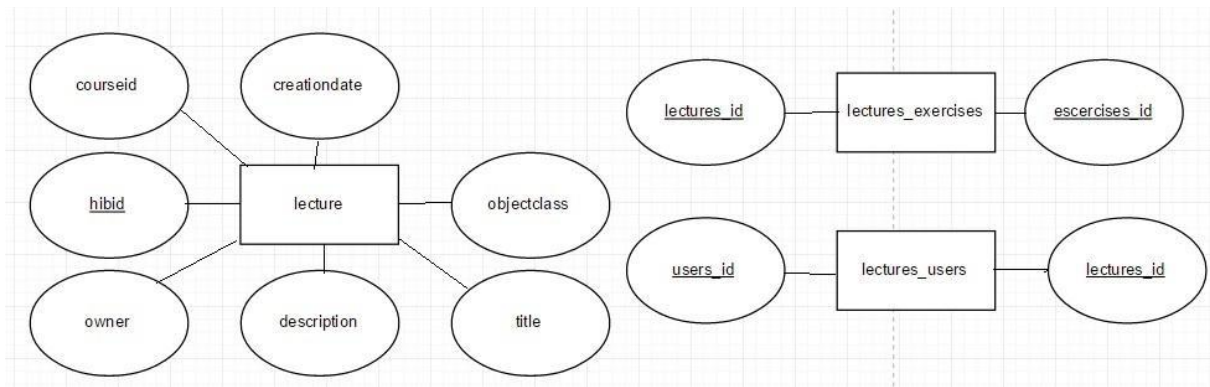 courseid
creationdate
hibid
lecture
objectclass
owner
description
title
lectures_id
lectures_exercises
escercises_id
users_id
lectures_users
lectures_id